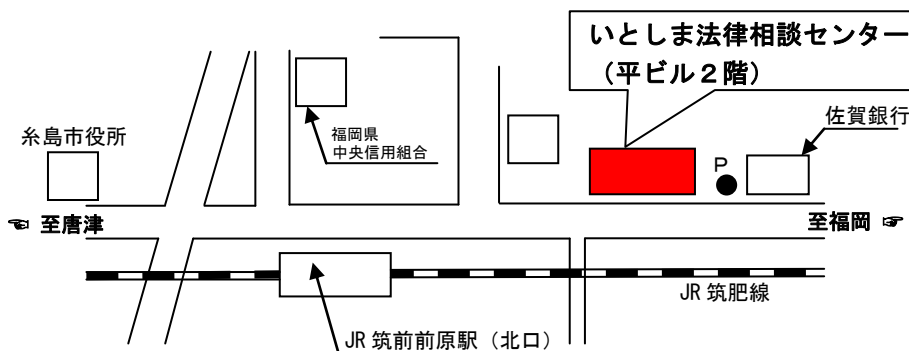 いとしま法律相談センター
（平ビル２階）
佐賀銀行
福岡県
中央信用組合
糸島市役所
P
☜ 至唐津
至福岡 ☞
JR 筑肥線
JR 筑前前原駅（北口）